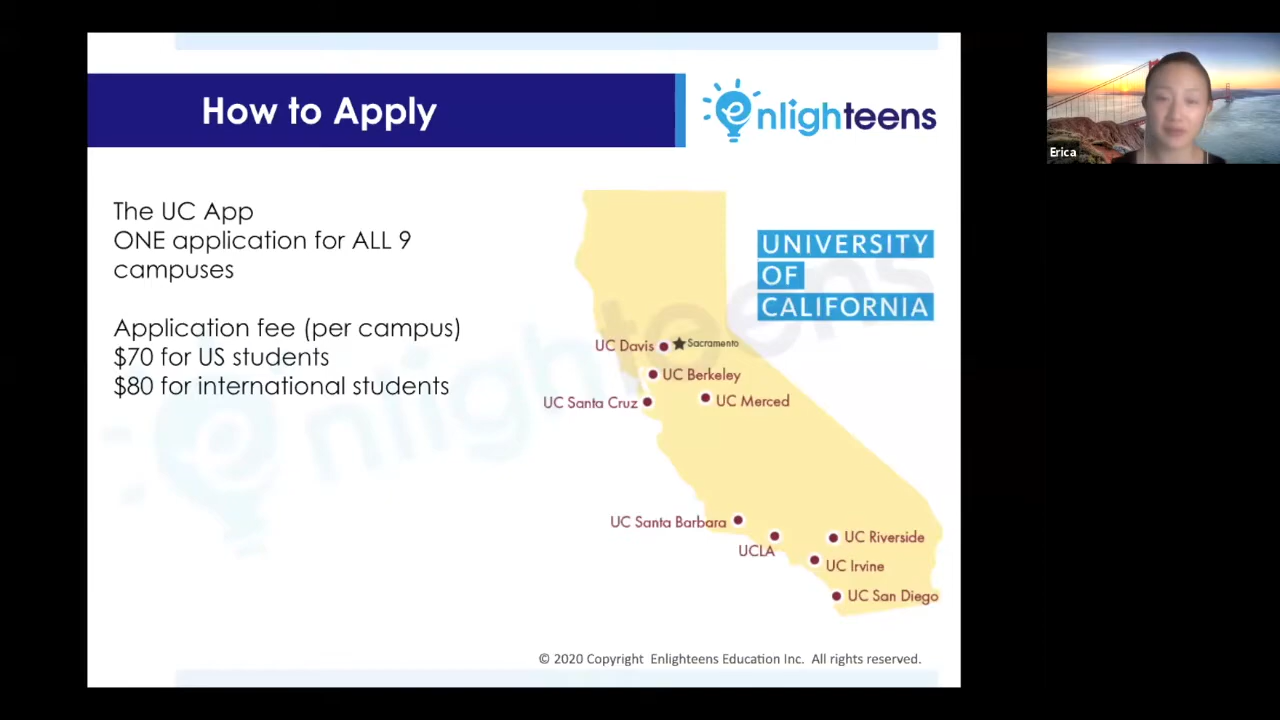 How to Apply
enlighteens
Erica
The UC App
ONE application for ALL 9
campuses
Application fee (per campus)
$70 for US students
$80 for international students
UNIVERSITY
OF
CALIFORNIA
UC Davis
Sacramento
UC Berkeley
UC Santa Cruz
UC Merced
UC Santa Barbara
UCLA
UC Riverside
UC Irvine
UC San Diego
enlighteens
© 2020 Copyright Enlighteens Education Inc. All rights reserved.